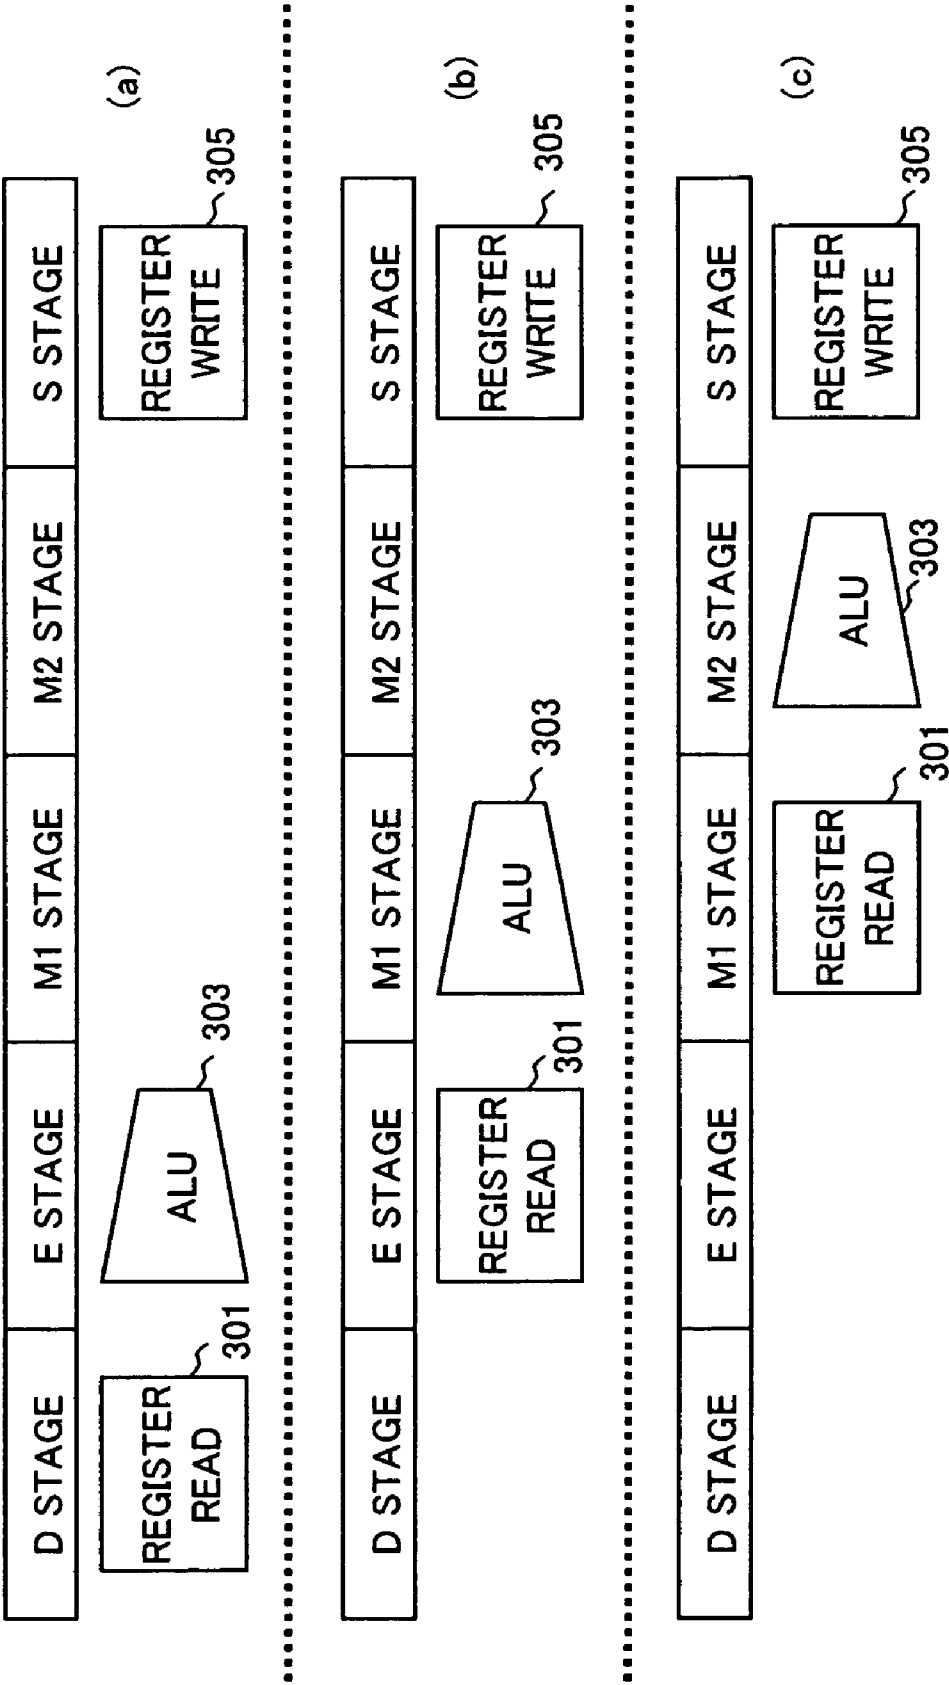 D STAGE E STAGE M1 STAGE M2 STAGE S STAGE
301 303 305
REGISTER READ
ALU
REGISTER WRITE
(a)
D STAGE E STAGE M1 STAGE M2 STAGE S STAGE
301 303 305
REGISTER READ
ALU
REGISTER WRITE
(b)
D STAGE E STAGE M1 STAGE M2 STAGE S STAGE
301 303 305
REGISTER READ
ALU
REGISTER WRITE
(c)